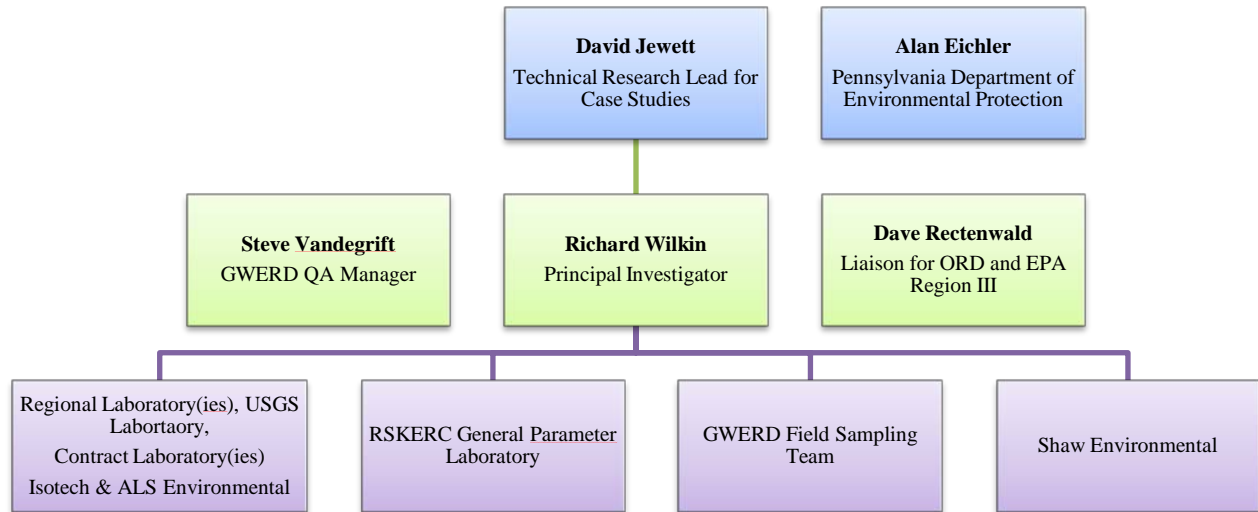 David Jewett
Technical Research Lead for
Case Studies
Alan Eichler
Pennsylvania Department of
Environmental Protection
Steve Vandegrift
GWERD QA Manager
Richard Wilkin
Principal Investigator
Dave Rectenwald
Liaison for ORD and EPA
Region III
Regional Laboratory(ies), USGS
Labortaory,
Contract Laboratory(ies)
Isotech & ALS Environmental
RSKERC General Parameter
Laboratory
GWERD Field Sampling
Team
Shaw Environmental